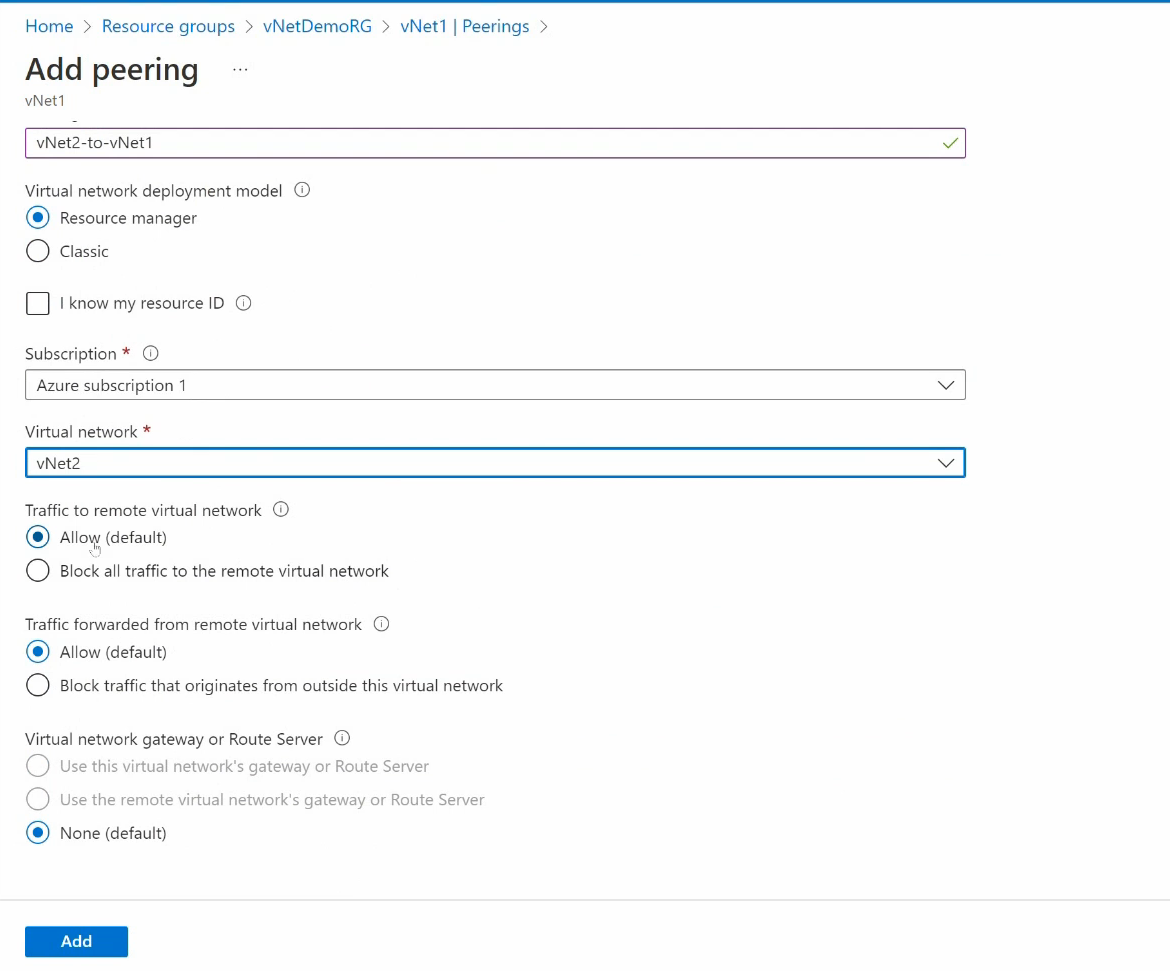 Home > Resource groups > vNetDemoRG > vNet1 | Peerings >
Add peering ...
vNet1
vNet2-to-vNet1
Virtual network deployment model
Resource manager
Classic
I know my resource ID
Subscription *
Azure subscription 1
Virtual network *
vNet2
Traffic to remote virtual network
Allow (default)
Block all traffic to the remote virtual network
Traffic forwarded from remote virtual network
Allow (default)
Block traffic that originates from outside this virtual network
Virtual network gateway or Route Server
Use this virtual network's gateway or Route Server
Use the remote virtual network's gateway or Route Server
None (default)
Add